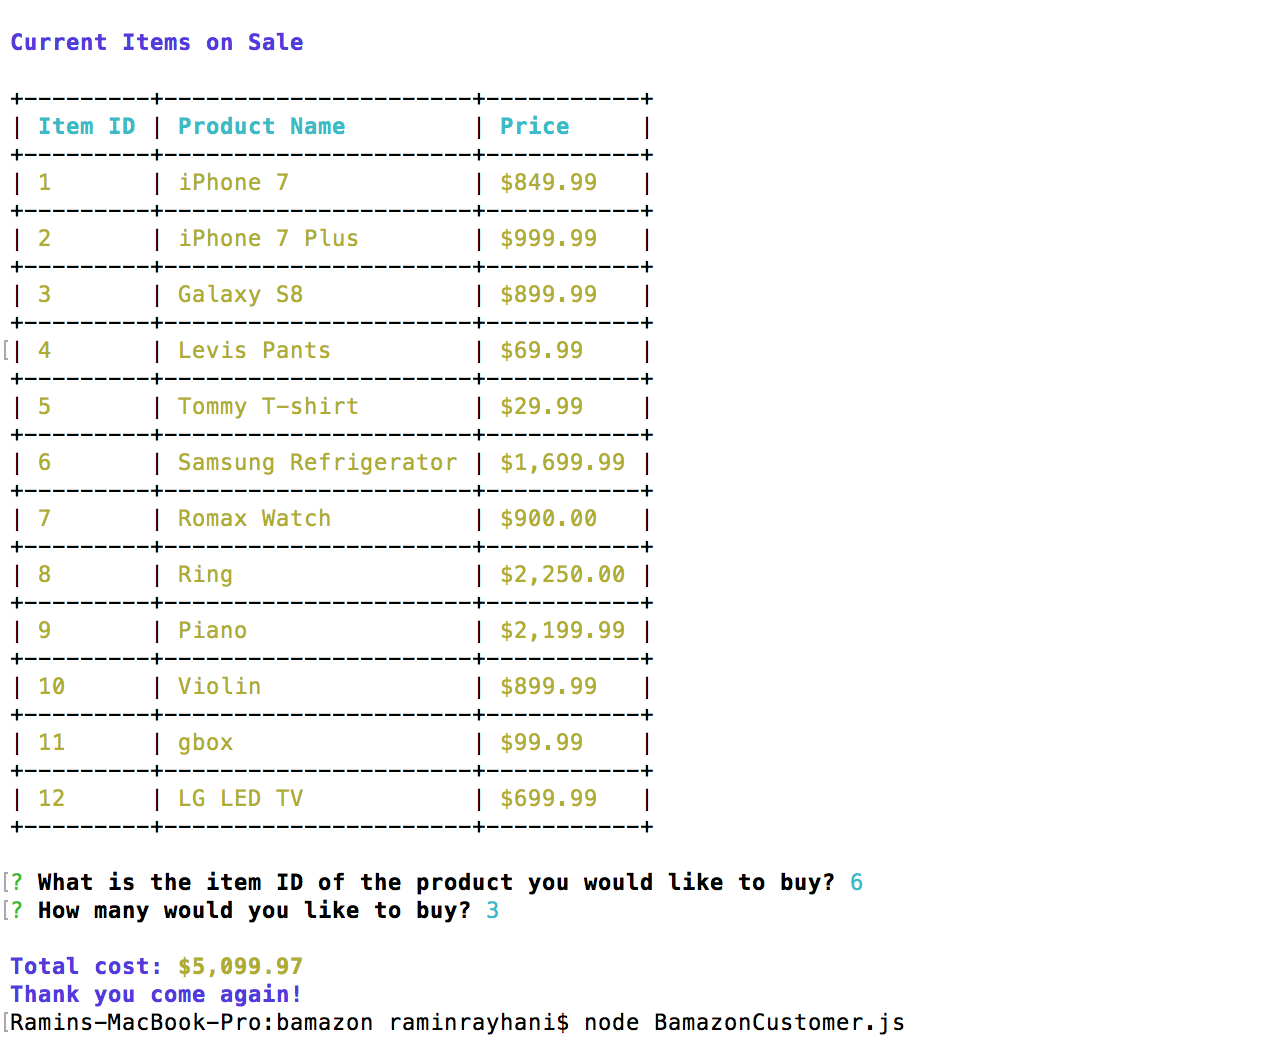 Current Items on Sale
+---------+----------------------+-----------+
| Item ID | Product Name         | Price     |
+---------+----------------------+-----------+
| 1       | iPhone 7             | $849.99   |
+---------+----------------------+-----------+
| 2       | iPhone 7 Plus        | $999.99   |
+---------+----------------------+-----------+
| 3       | Galaxy S8            | $899.99   |
+---------+----------------------+-----------+
[| 4       | Levis Pants          | $69.99    |
+---------+----------------------+-----------+
| 5       | Tommy T-shirt        | $29.99    |
+---------+----------------------+-----------+
| 6       | Samsung Refrigerator | $1,699.99 |
+---------+----------------------+-----------+
| 7       | Romax Watch          | $900.00   |
+---------+----------------------+-----------+
| 8       | Ring                 | $2,250.00 |
+---------+----------------------+-----------+
| 9       | Piano                | $2,199.99 |
+---------+----------------------+-----------+
| 10      | Violin               | $899.99   |
+---------+----------------------+-----------+
| 11      | gbox                 | $99.99    |
+---------+----------------------+-----------+
| 12      | LG LED TV            | $699.99   |
+---------+----------------------+-----------+
[? What is the item ID of the product you would like to buy? 6
[? How many would you like to buy? 3
Total cost: $5,099.97
Thank you come again!
[Ramins-MacBook-Pro:bamazon raminrayhani$ node BamazonCustomer.js